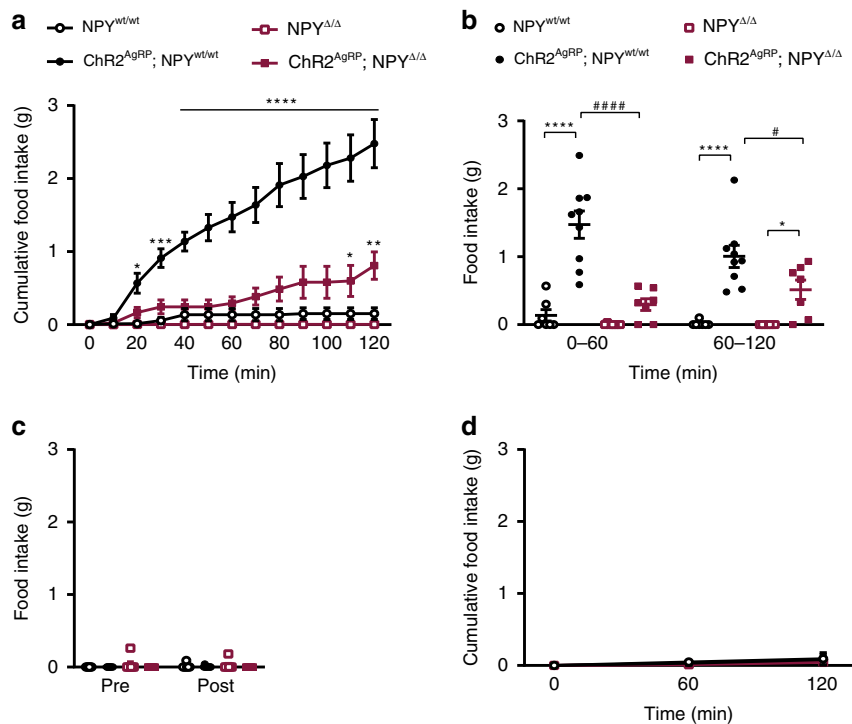 a
NPY^wt/wt
NPY^Δ/Δ
ChR2^AgRP; NPY^wt/wt
ChR2^AgRP; NPY^Δ/Δ
Cumulative food intake (g)
3
2
1
0
****
*
***
*
**
0
20
40
60
80
100
120
Time (min)
b
NPY^wt/wt
NPY^Δ/Δ
ChR2^AgRP; NPY^wt/wt
ChR2^AgRP; NPY^Δ/Δ
Food intake (g)
3
2
1
0
****
####
****
#
*
0–60
60–120
Time (min)
c
Food intake (g)
3
2
1
0
Pre
Post
d
Cumulative food intake (g)
3
2
1
0
0
60
120
Time (min)